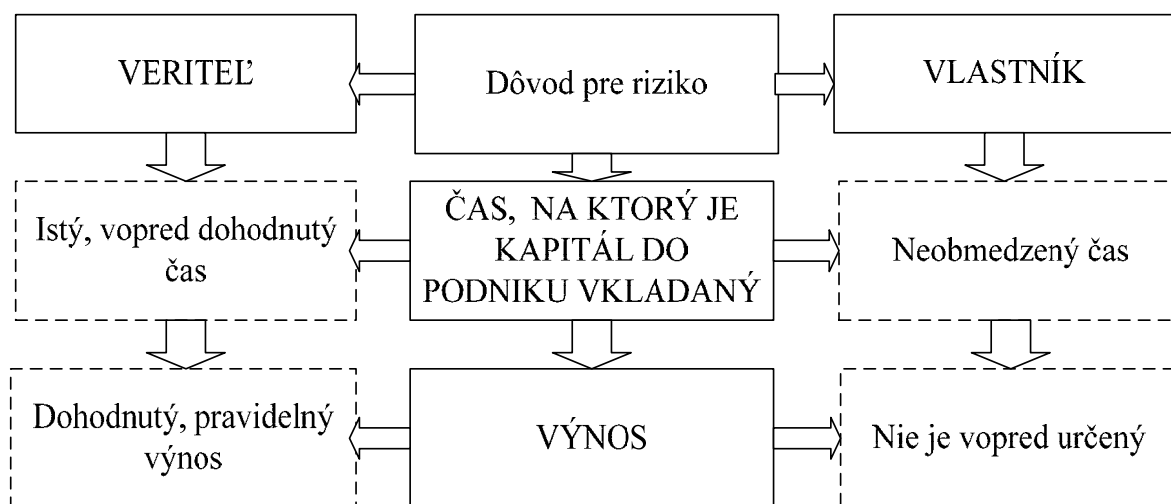 VERITEĽ
Dôvod pre riziko
VLASTNÍK
Istý, vopred dohodnutý
čas
ČAS, NA KTORÝ JE
KAPITÁL DO
PODNIKU VKLADANÝ
Neobmedzený čas
Dohodnutý, pravidelný
výnos
VÝNOS
Nie je vopred určený